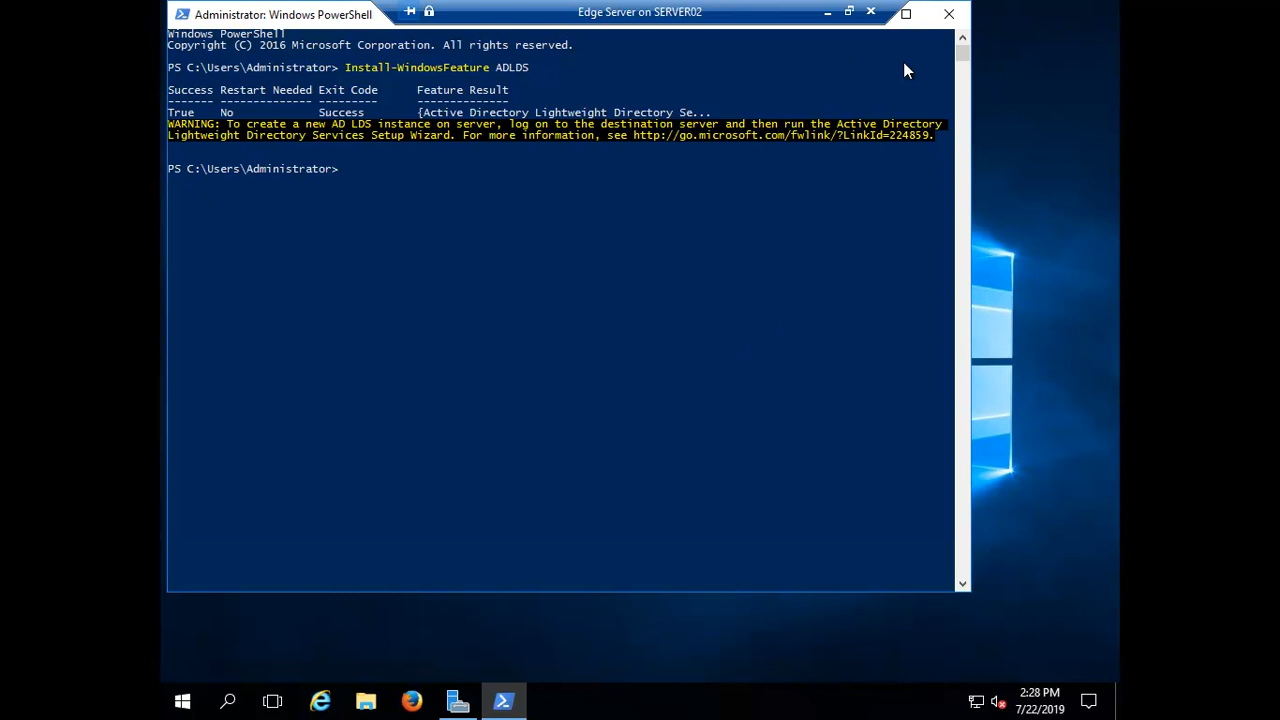 Administrator: Windows PowerShell
Edge Server on SERVER02
Windows PowerShell
Copyright (C) 2016 Microsoft Corporation. All rights reserved.
PS C:\Users\Administrator> Install-WindowsFeature ADLDS
Success Restart Needed Exit Code Feature Result
------- -------------- --------- --------------
True No Success {Active Directory Lightweight Directory Se...
WARNING: To create a new AD LDS instance on server, log on to the destination server and then run the Active Directory
Lightweight Directory Services Setup Wizard. For more information, see http://go.microsoft.com/fwlink/?LinkId=224859.
PS C:\Users\Administrator>
2:28 PM
7/22/2019